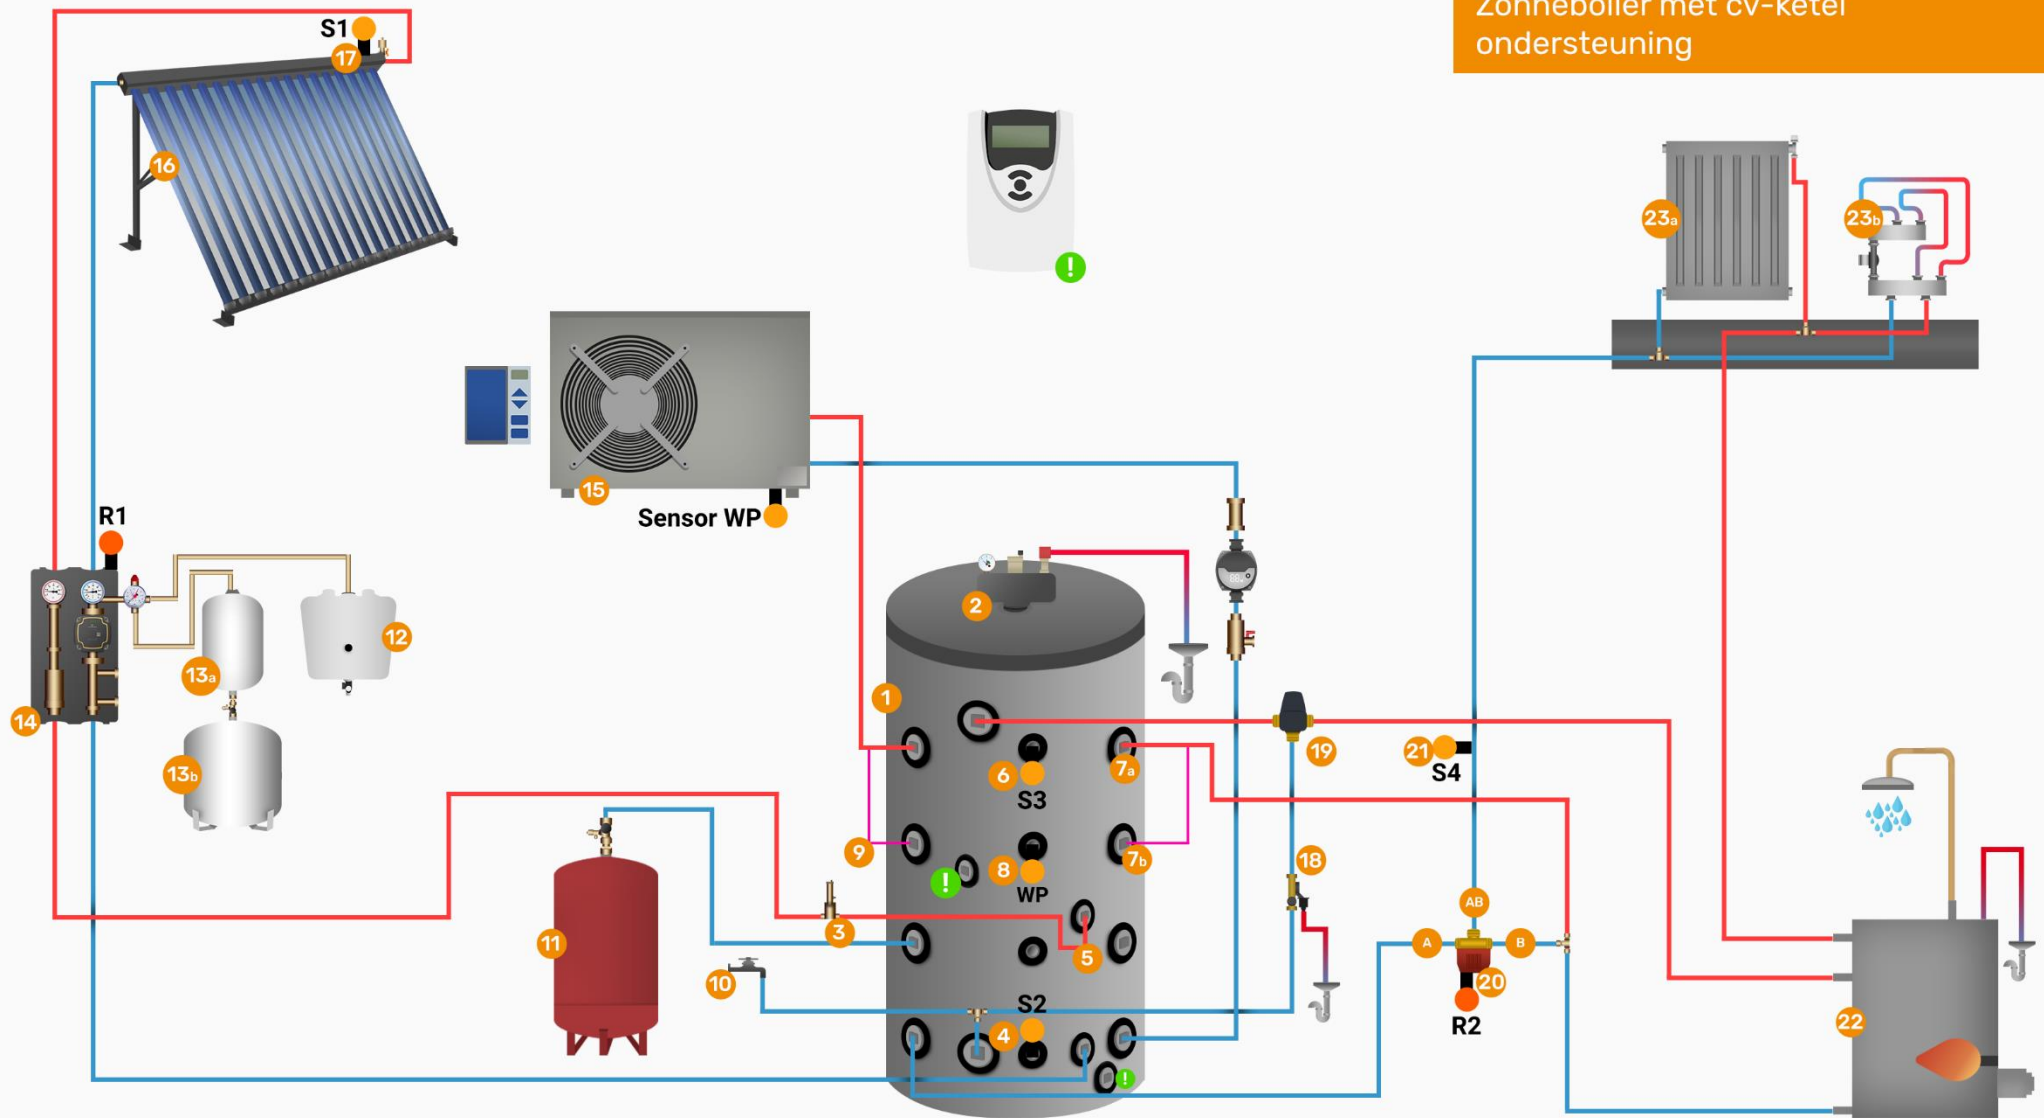 Zonneboiler met cv-ketel
ondersteuning
S1
17
16
!
23a
23b
15
Sensor WP
R1
2
12
13a
1
14
19
21
S4
7a
6
S3
13b
9
7b
18
!
8
WP
AB
3
11
A
B
5
10
20
S2
R2
4
22
!